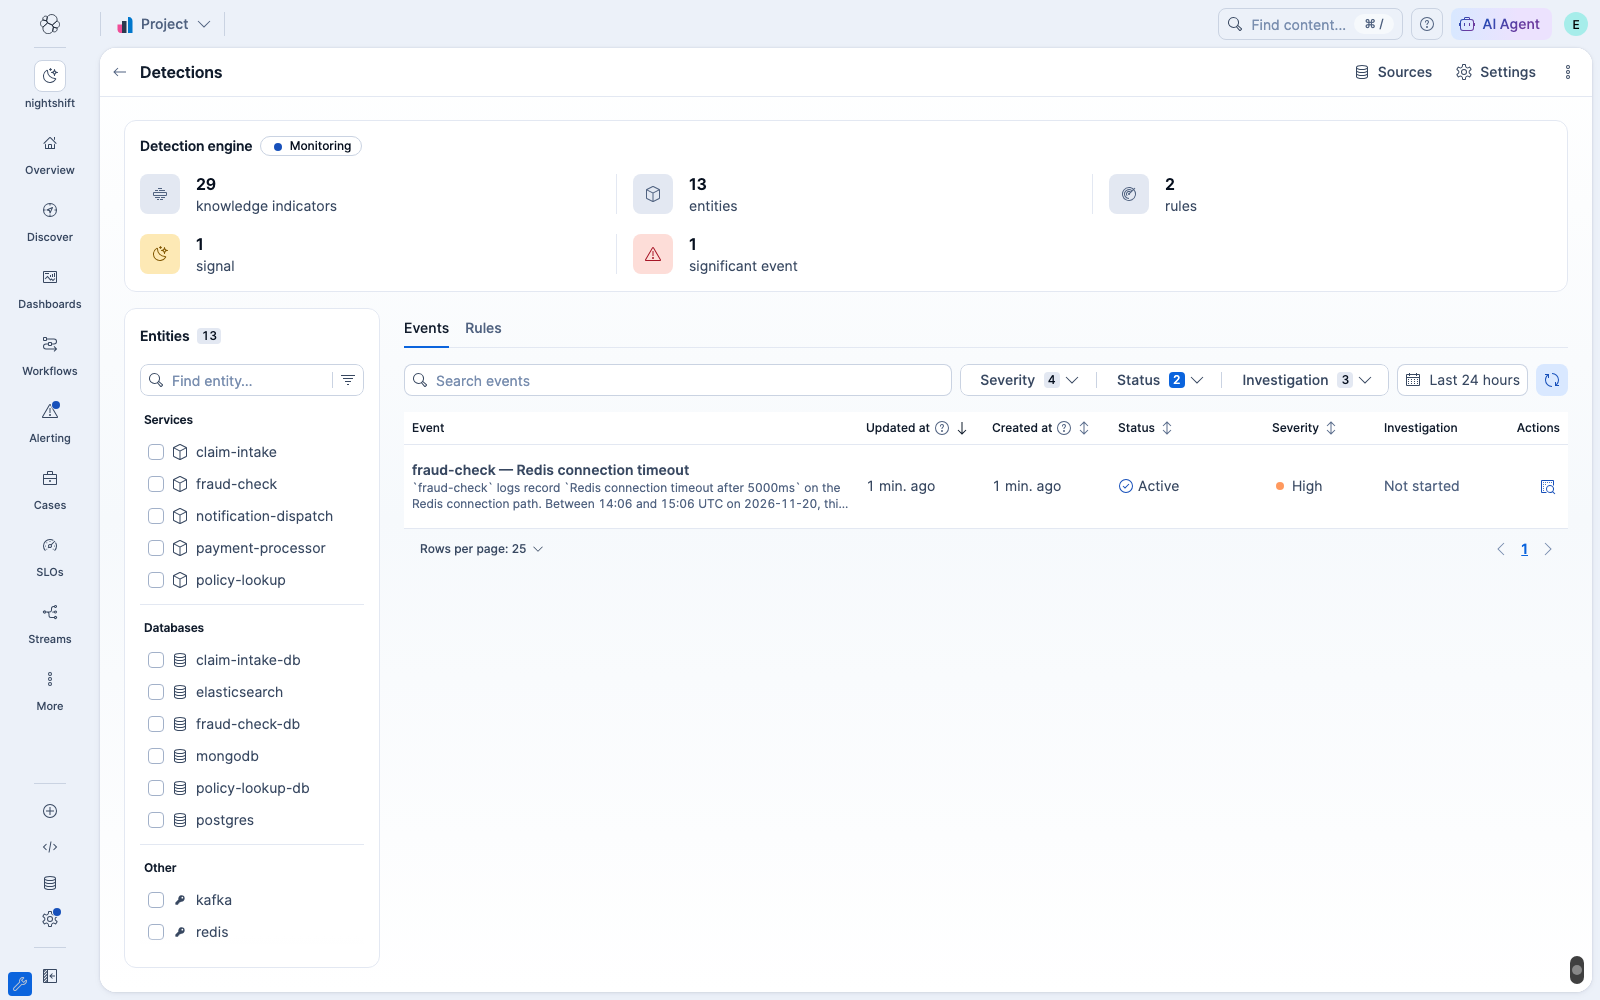 Project
Find content...
⌘ /
AI Agent
E
Detections
Sources
Settings
nightshift
Overview
Discover
Dashboards
Workflows
Alerting
Cases
SLOs
Streams
More
Detection engine
Monitoring
29
knowledge indicators
13
entities
2
rules
1
signal
1
significant event
Entities 13
Find entity...
Services
claim-intake
fraud-check
notification-dispatch
payment-processor
policy-lookup
Databases
claim-intake-db
elasticsearch
fraud-check-db
mongodb
policy-lookup-db
postgres
Other
kafka
redis
Events Rules
Search events
Severity 4
Status 2
Investigation 3
Last 24 hours
Event Updated at Created at Status Severity Investigation Actions
fraud-check — Redis connection timeout
`fraud-check` logs record `Redis connection timeout after 5000ms` on the
Redis connection path. Between 14:06 and 15:06 UTC on 2026-11-20, thi...
1 min. ago
1 min. ago
Active
High
Not started
Rows per page: 25
1